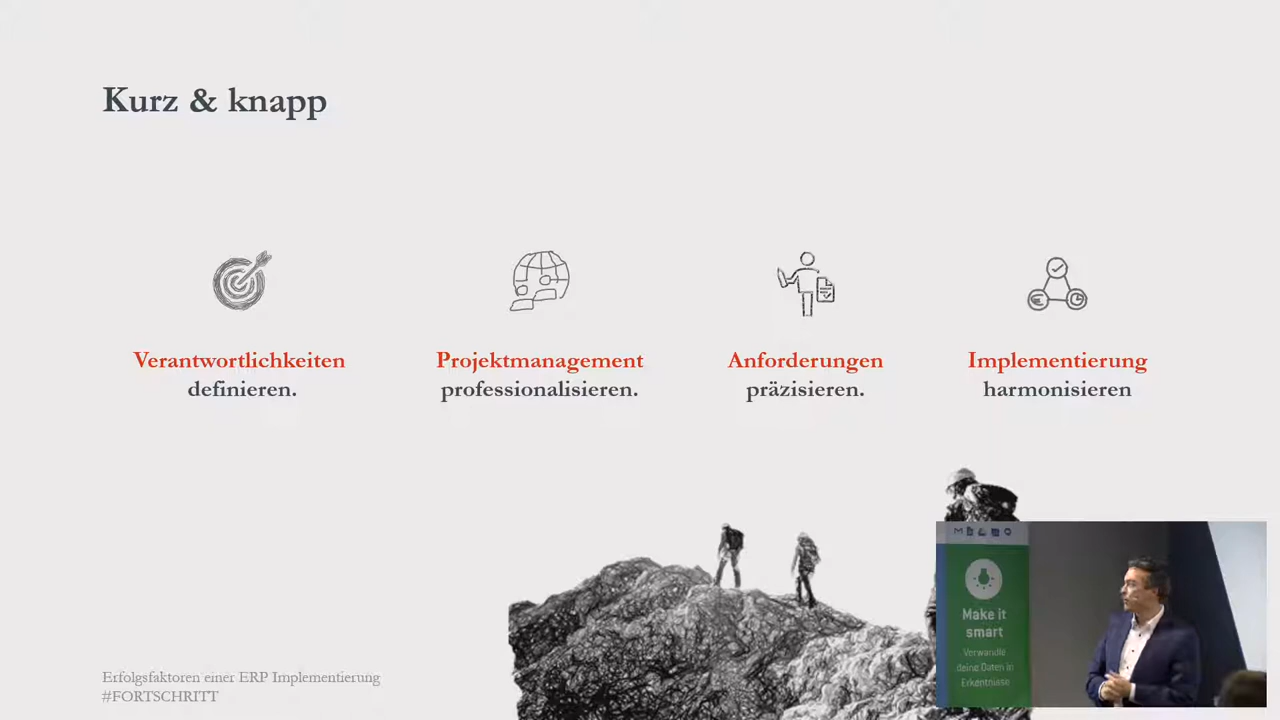 Kurz & knapp
Verantwortlichkeiten
definieren.
Projektmanagement
professionalisieren.
Anforderungen
präzisieren.
Implementierung
harmonisieren
Make it
smart
Verwandle
deine Daten in
Erkentnisse
Erfolgsfaktoren einer ERP Implementierung
#FORTSCHRITT